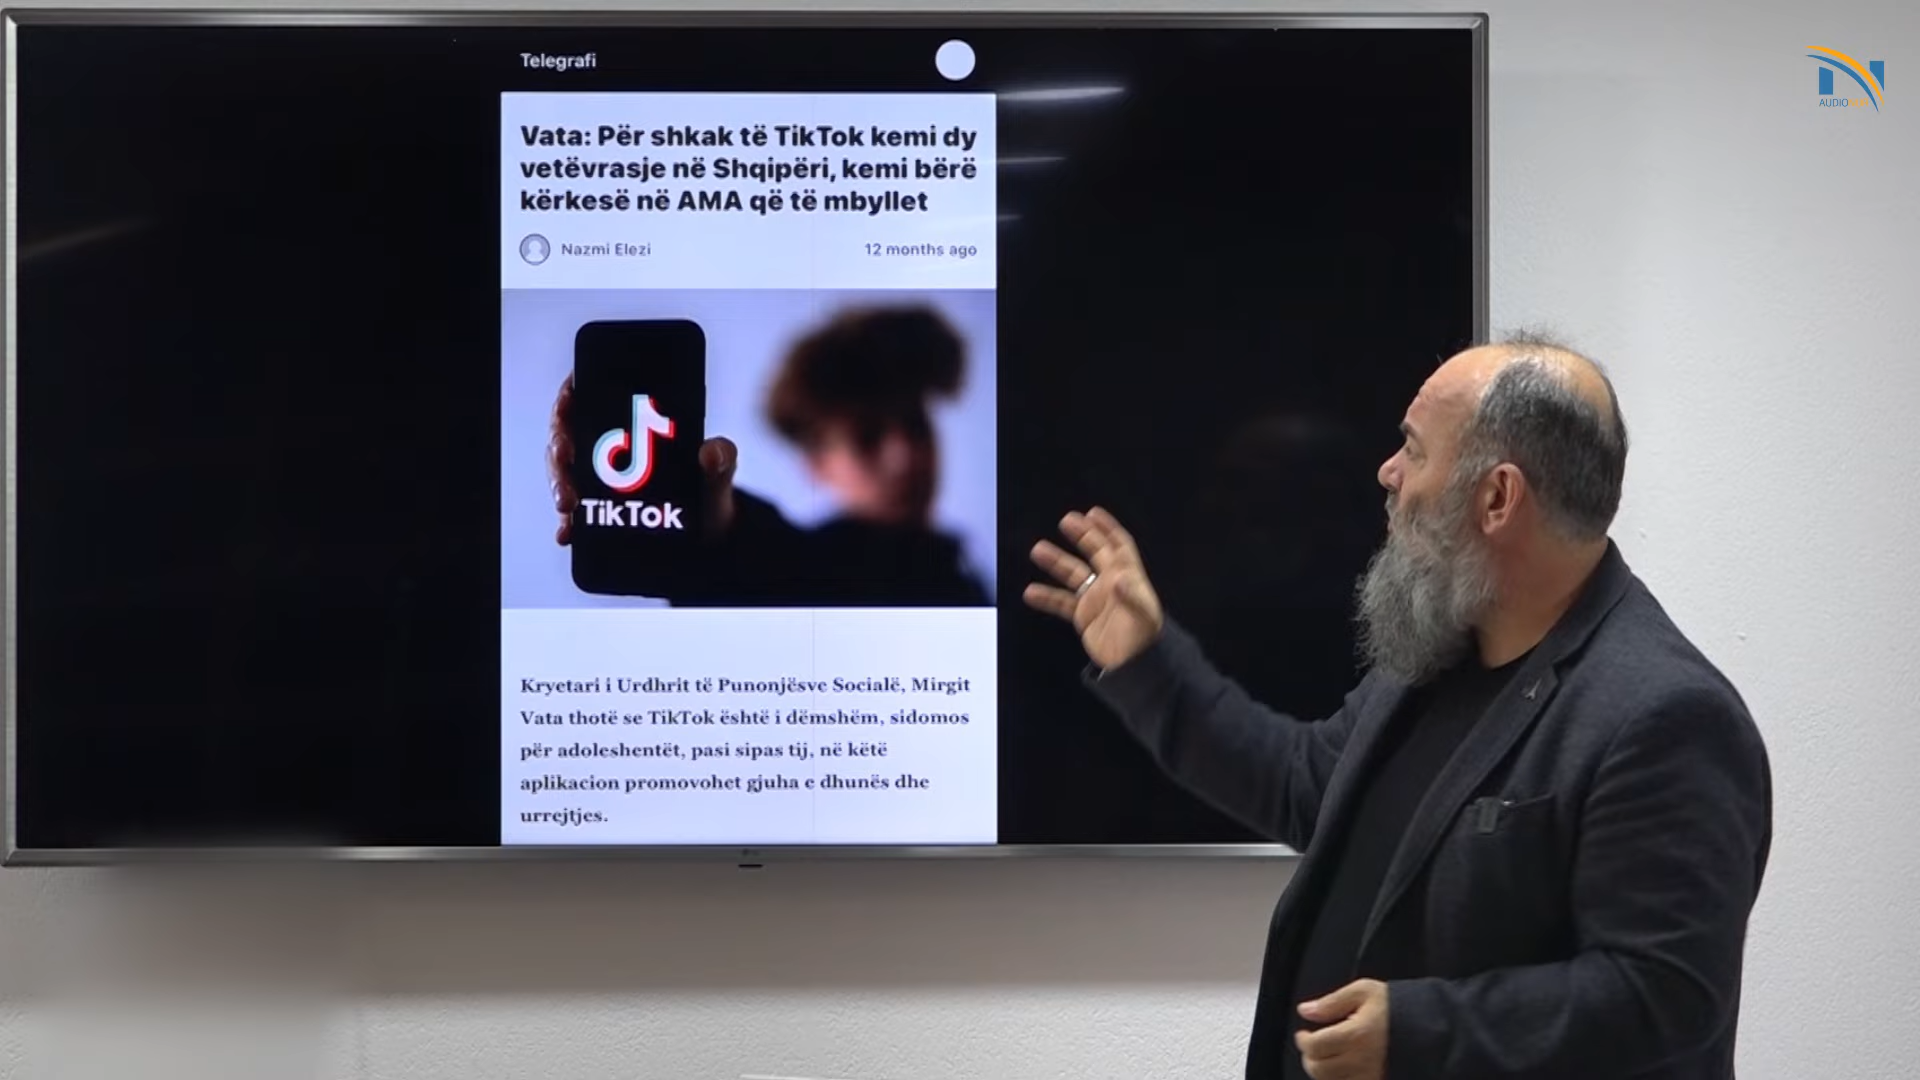 Telegrafi
Vata: Për shkak të TikTok kemi dy
vetëvrasje në Shqipëri, kemi bërë
kërkesë në AMA që të mbyllet
Nazmi Elezi
12 months ago
TikTok
Kryetari i Urdhrit të Punonjësve Socialë, Mirgit
Vata thotë se TikTok është i dëmshëm, sidomos
për adoleshentët, pasi sipas tij, në këtë
aplikacion promovohet gjuha e dhunës dhe
urrejtjes.